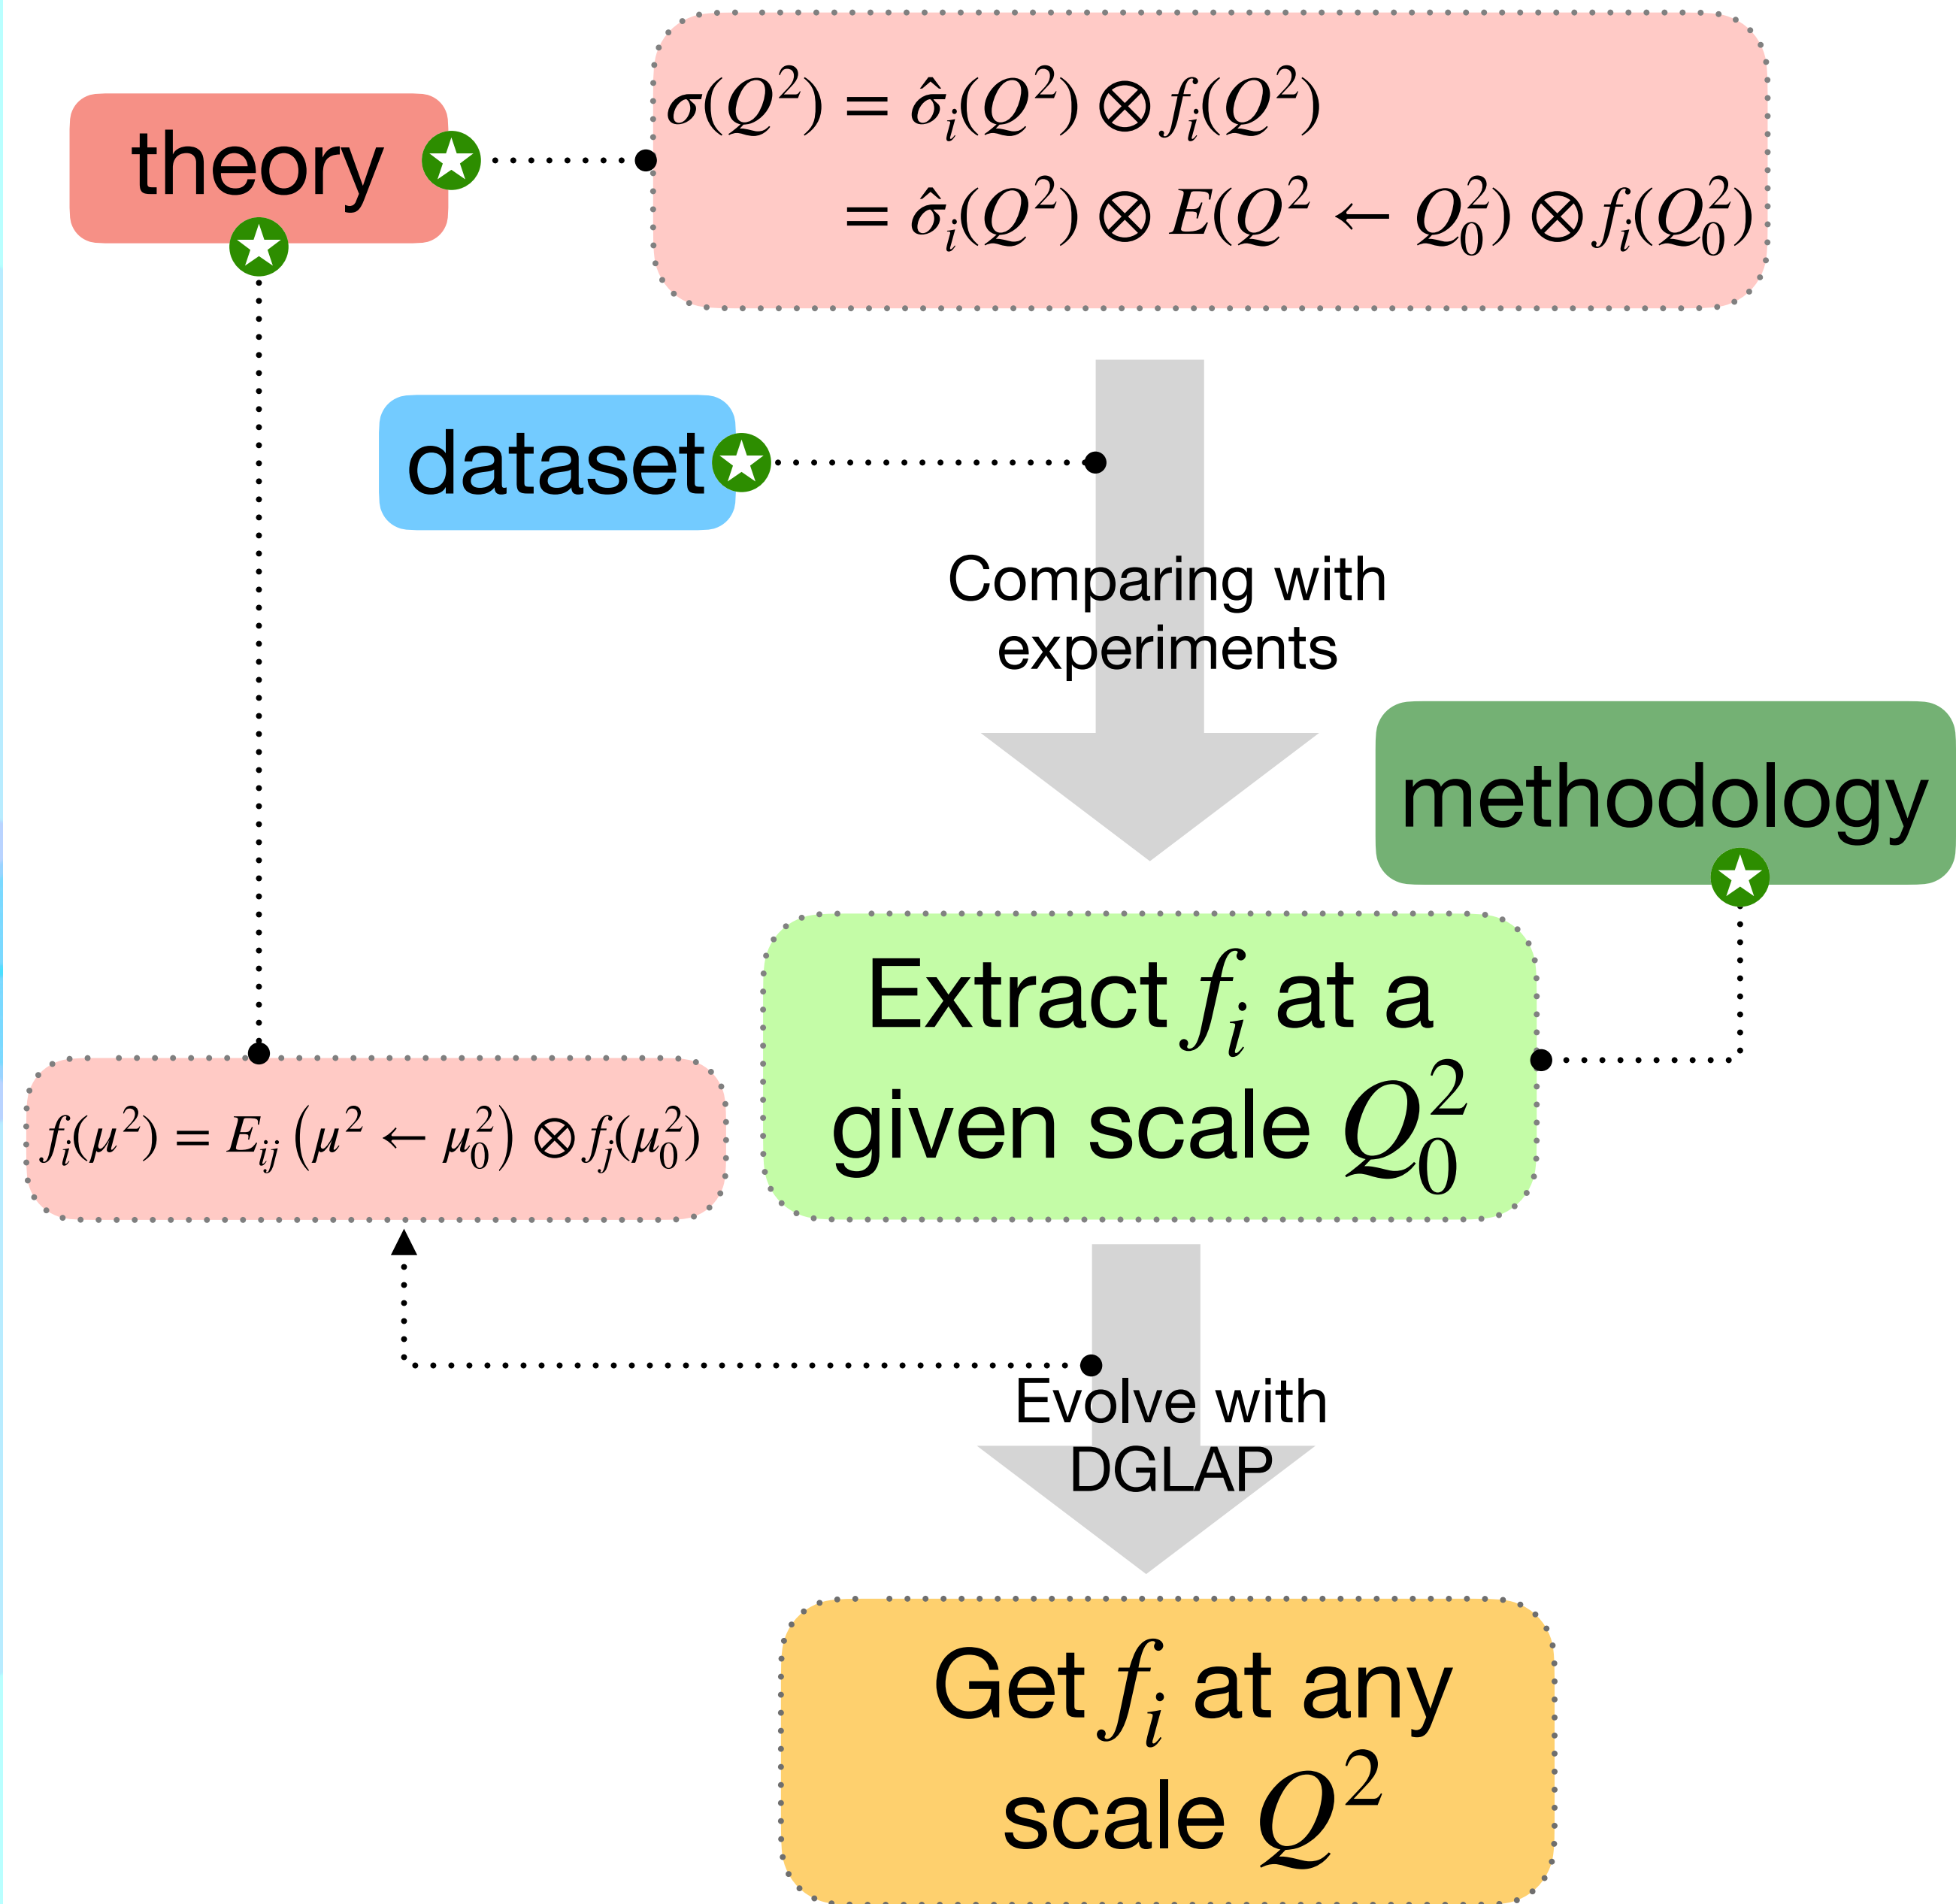 theory
σ(Q²) = σ̂ᵢ(Q²) ⊗ fᵢ(Q²)
= σ̂ᵢ(Q²) ⊗ E(Q² ← Q₀²) ⊗ fᵢ(Q₀²)
dataset
Comparing with
experiments
methodology
Extract fᵢ at a
given scale Q₀²
fᵢ(μ²) = Eᵢⱼ (μ² ← μ₀²) ⊗ fⱼ(μ₀²)
Evolve with
DGLAP
Get fᵢ at any
scale Q²